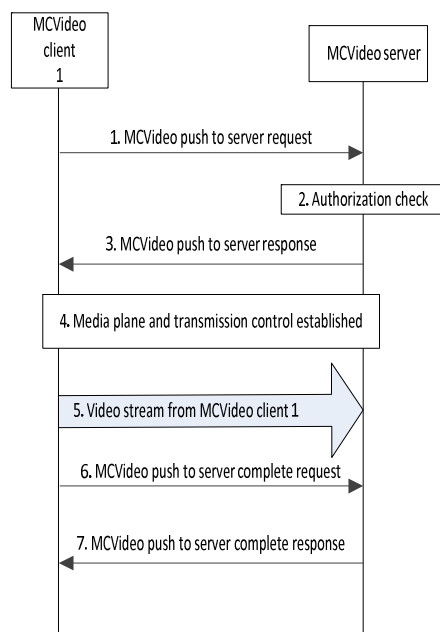 MCVideo
client
1
MCVideo server
1. MCVideo push to server request
2. Authorization check
3. MCVideo push to server response
4. Media plane and transmission control established
5. Video stream from MCVideo client 1
6. MCVideo push to server complete request
7. MCVideo push to server complete response